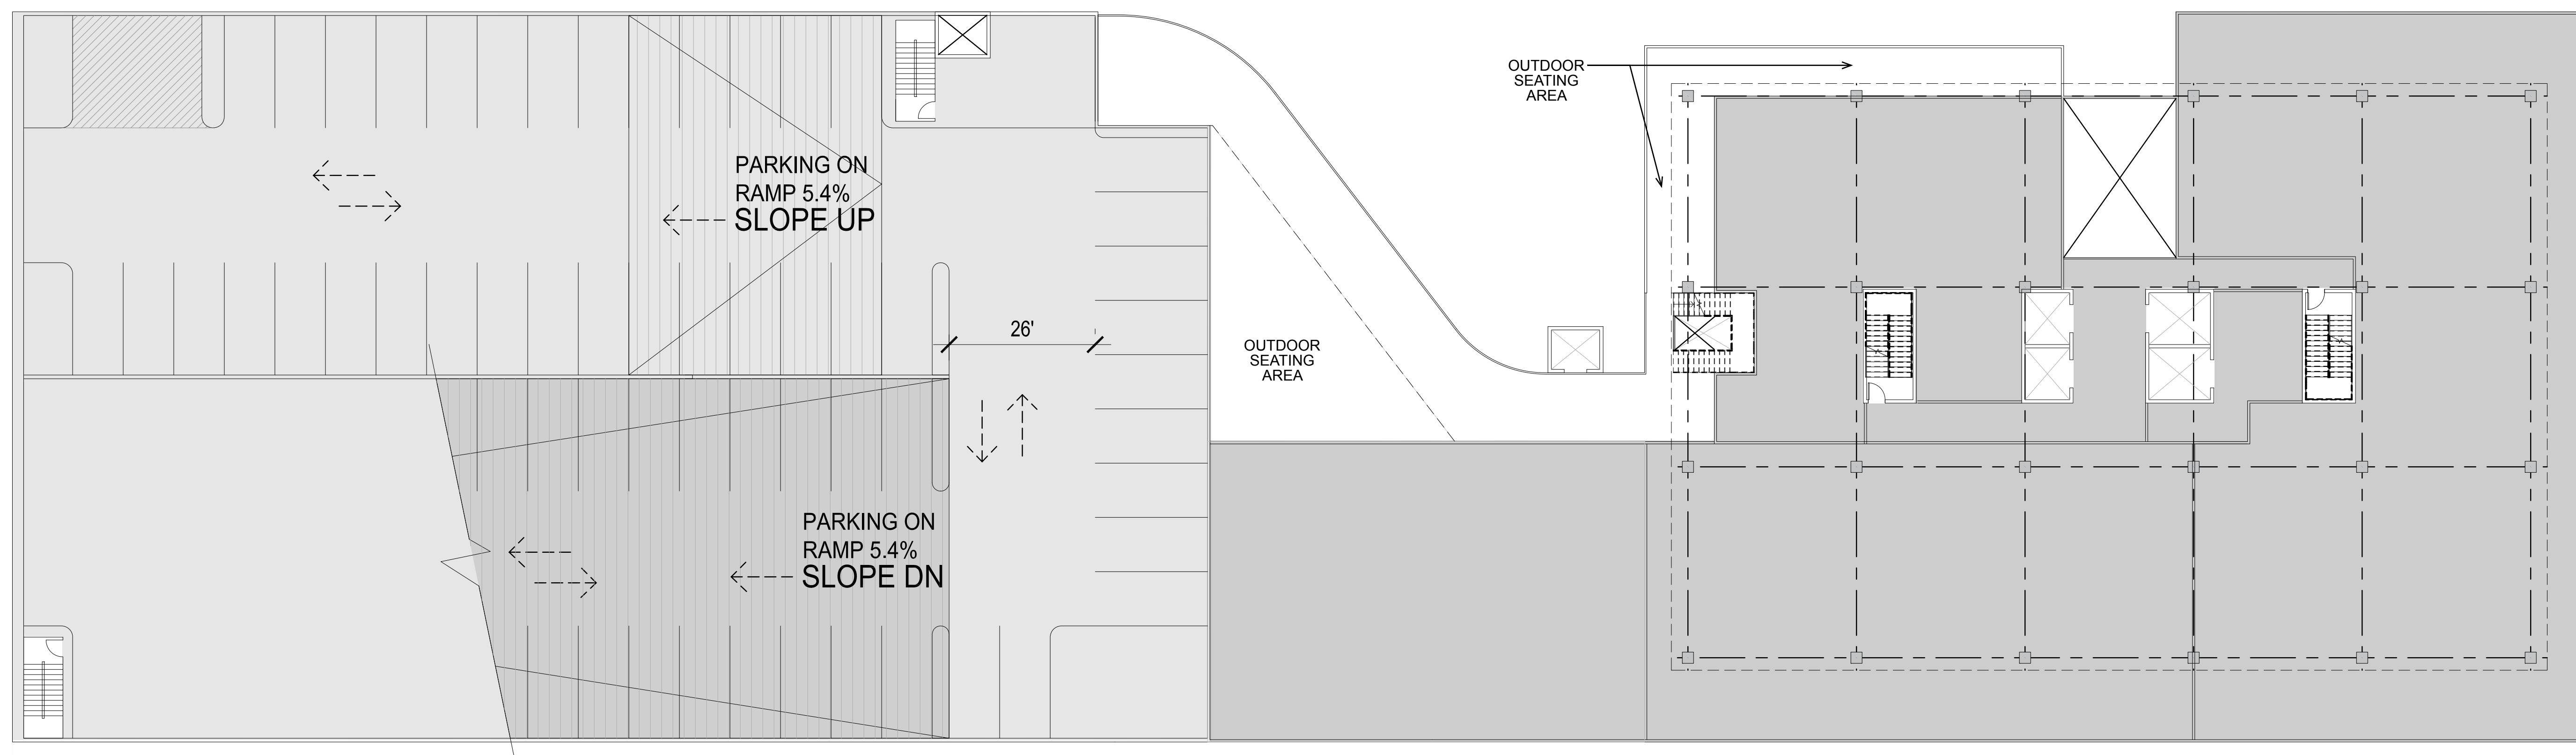 PARKING ON
RAMP 5.4%
SLOPE UP
26'
PARKING ON
RAMP 5.4%
SLOPE DN
OUTDOOR
SEATING
AREA
OUTDOOR
SEATING
AREA